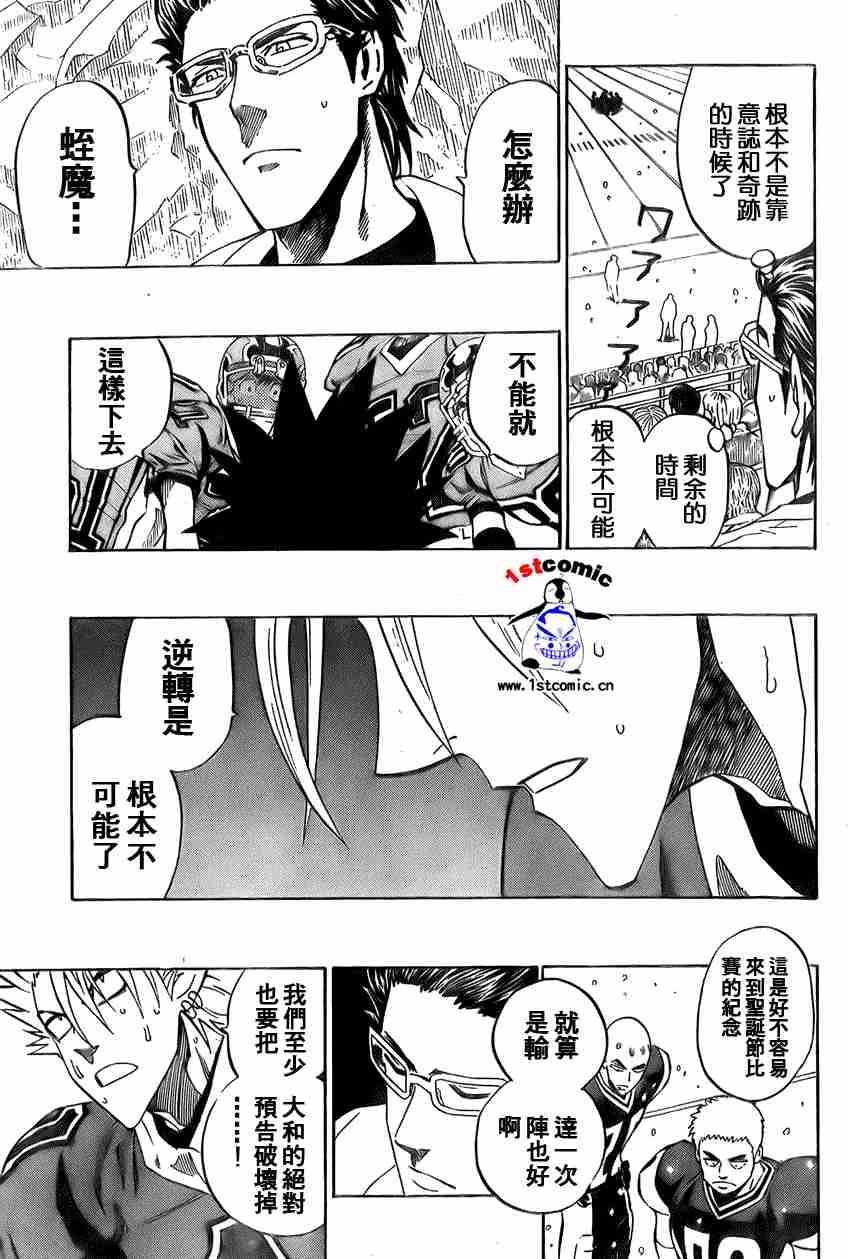 根本不是靠
意誌和奇跡
的時候了
ワアアア
剩余的
時間
根本不可能
怎麼辦
蛭魔…
不能就
這樣下去
1stcomic
www.1stcomic.cn
逆轉是
根本不
可能了
這是好不容易
來到聖誕節比
賽的紀念
就算
是輸
達一次
陣也好
啊
我們至少
也要把
大和的絕對
預告破壞掉
……！